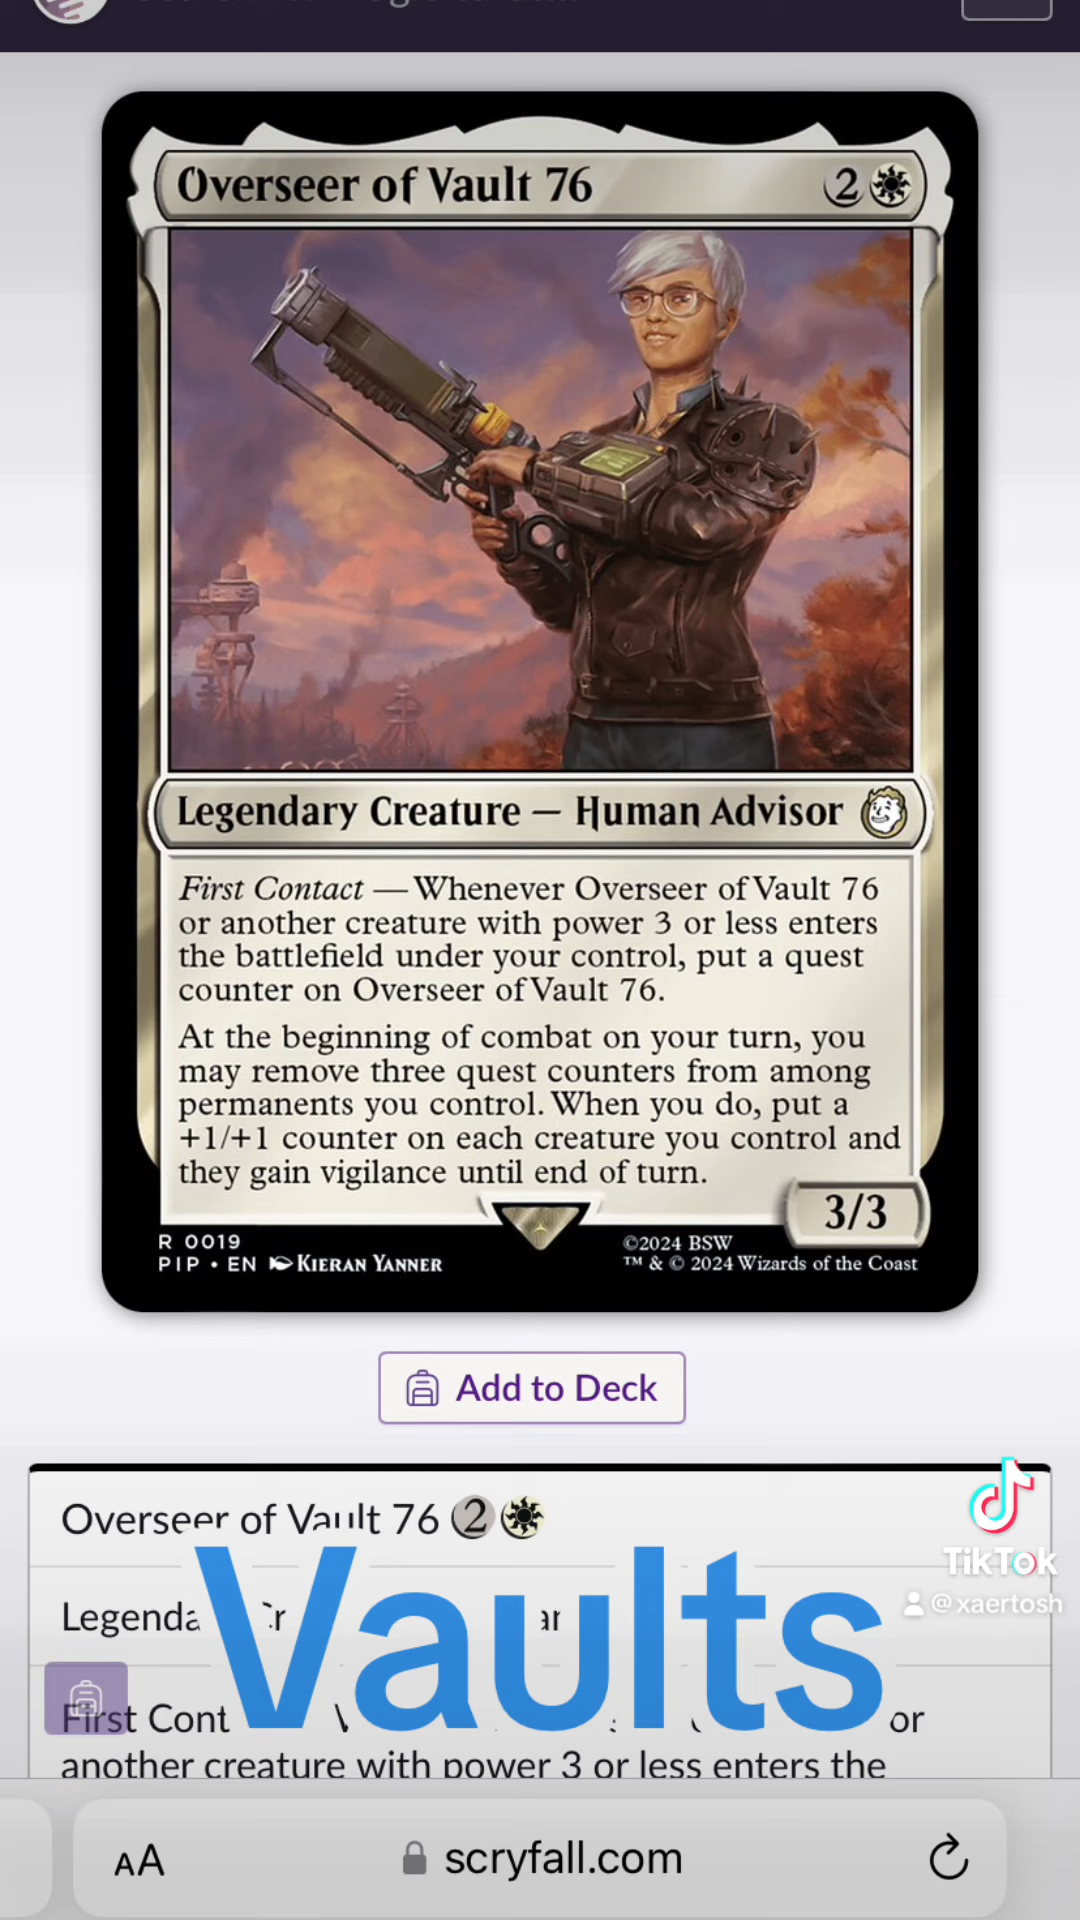 Overseer of Vault 76 2
Legendary Creature — Human Advisor
First Contact — Whenever Overseer of Vault 76
or another creature with power 3 or less enters
the battlefield under your control, put a quest
counter on Overseer of Vault 76.
At the beginning of combat on your turn, you
may remove three quest counters from among
permanents you control. When you do, put a
+1/+1 counter on each creature you control and
they gain vigilance until end of turn.
3/3
R 0019
PIP • EN KIERAN YANNER
©2024 BSW
™ & © 2024 Wizards of the Coast
Add to Deck
Overseer of Vault 76 2
TikTok
@xaertosh
Vaults
First or
another creature with power 3 or less enters the
AA scryfall.com